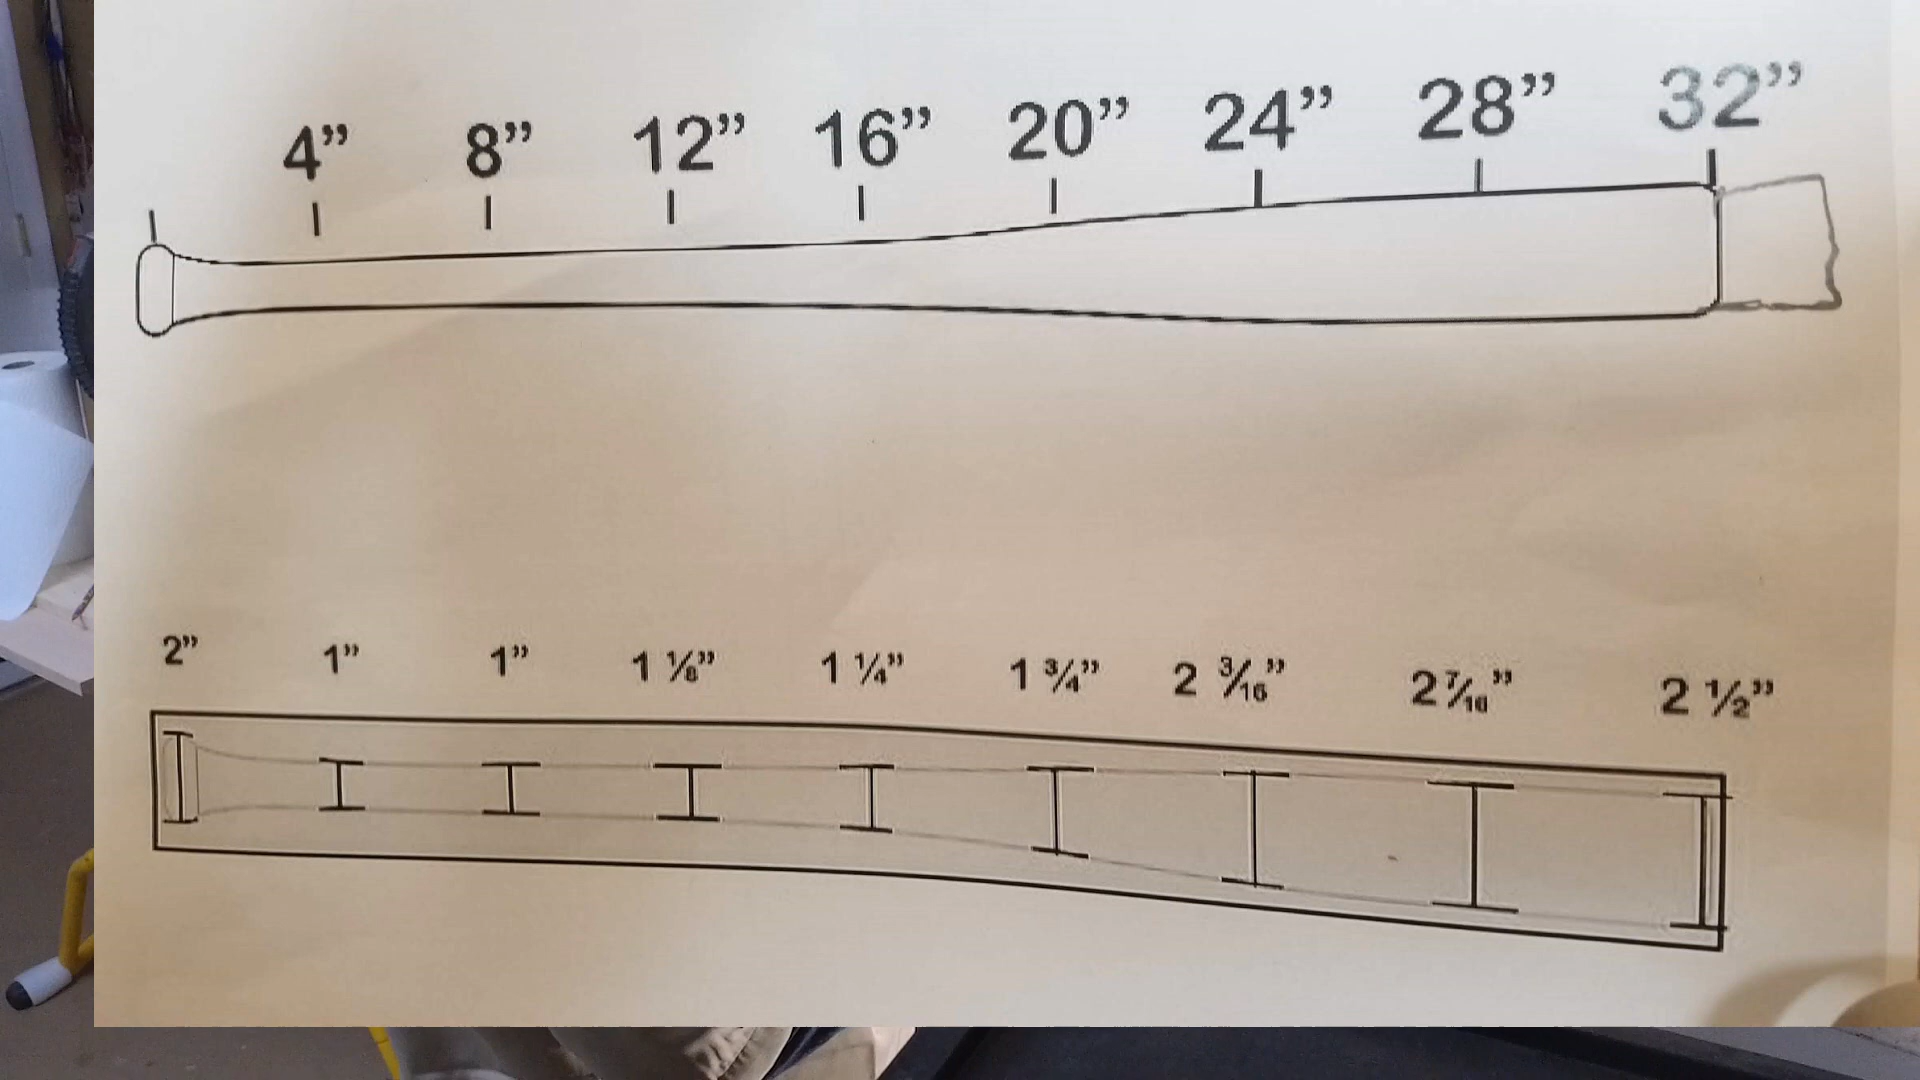 4” 8” 12” 16” 20” 24” 28” 32”
2” 1” 1” 1 ⅛” 1 ¼” 1 ¾” 2 3⁄16” 2 7⁄16” 2 ½”